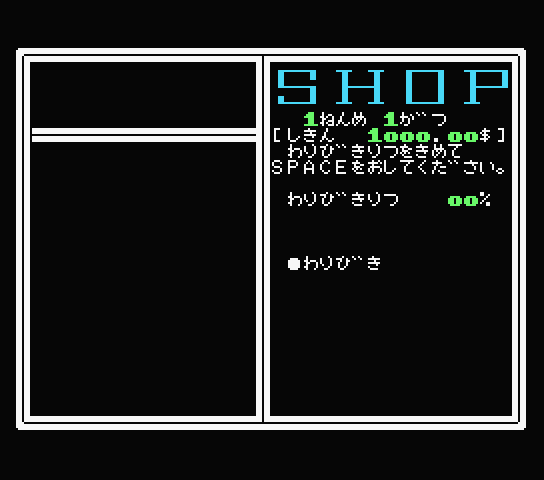 SHOP
1ねんめ 1がつ
[しきん 1000.00$]
わりびきりつをきめて
SPACEをおしてください。
わりびきりつ 00%
●わりびき